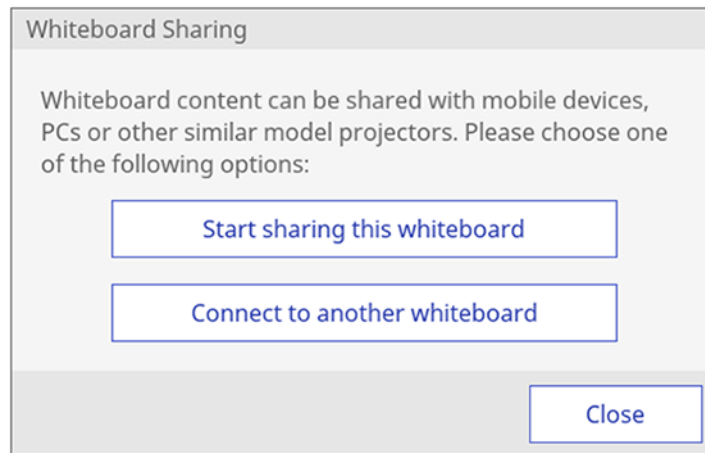 Whiteboard Sharing
Whiteboard content can be shared with mobile devices,
PCs or other similar model projectors. Please choose one
of the following options:
Start sharing this whiteboard
Connect to another whiteboard
Close